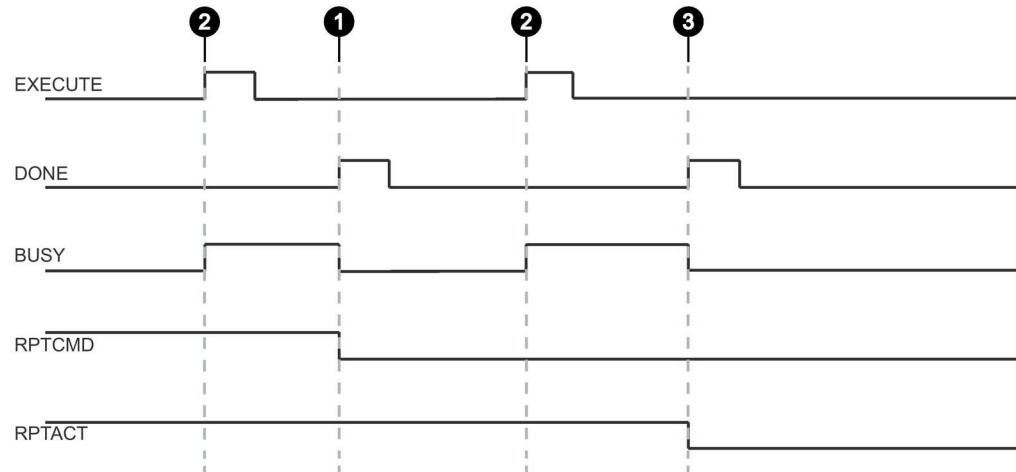 2 1 2 3
EXECUTE
DONE
BUSY
RPTCMD
RPTACT